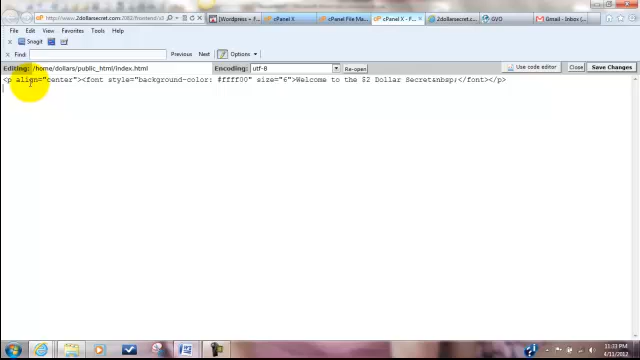 https://www.2dollarsecret.com:2082/frontend/x3
[Wordpress + F...
cPanel X
cPanel File Ma...
cPanel X - F...
2dollarsecret.com
GVO
Gmail - Inbox
File Edit View Favorites Tools Help
× Snagit
× Find: Previous Next Options
Editing: /home/dollars/public_html/index.html Encoding: utf-8 Re-open Use code editor Close Save Changes
<p align="center"><font style="background-color: #ffff00" size="6">Welcome to the $2 Dollar Secret&nbsp;</font></p>
11:33 PM
4/11/2012